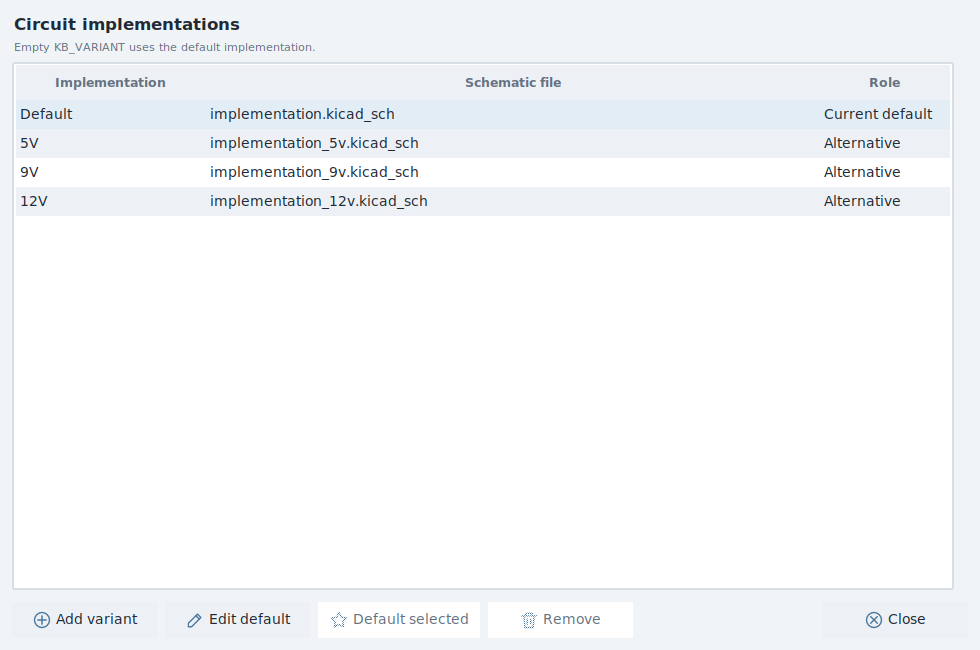 Circuit implementations
Empty KB_VARIANT uses the default implementation.
Implementation Schematic file Role
Default implementation.kicad_sch Current default
5V implementation_5v.kicad_sch Alternative
9V implementation_9v.kicad_sch Alternative
12V implementation_12v.kicad_sch Alternative
Add variant Edit default Default selected Remove Close